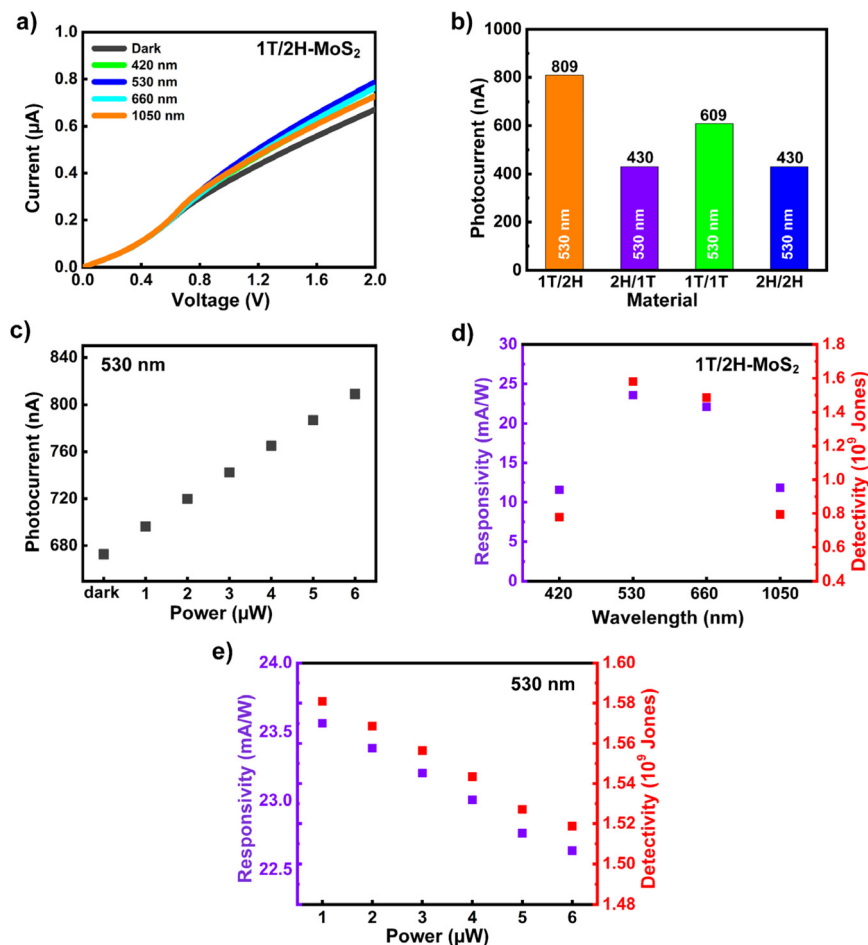 a)
1T/2H-MoS₂
Dark
420 nm
530 nm
660 nm
1050 nm
Current (µA)
1.0
0.8
0.6
0.4
0.2
0.0
0.0 0.4 0.8 1.2 1.6 2.0
Voltage (V)
b)
Photocurrent (nA)
1000
800
600
400
200
0
809
430
609
430
530 nm
530 nm
530 nm
530 nm
1T/2H 2H/1T 1T/1T 2H/2H
Material
c)
530 nm
Photocurrent (nA)
840
800
760
720
680
dark 1 2 3 4 5 6
Power (µW)
d)
1T/2H-MoS₂
Responsivity (mA/W)
30
25
20
15
10
5
0
Detectivity (10⁹ Jones)
1.8
1.6
1.4
1.2
1.0
0.8
0.6
0.4
420 530 660 1050
Wavelength (nm)
e)
530 nm
Responsivity (mA/W)
24.0
23.5
23.0
22.5
Detectivity (10⁹ Jones)
1.60
1.58
1.56
1.54
1.52
1.50
1.48
1 2 3 4 5 6
Power (µW)